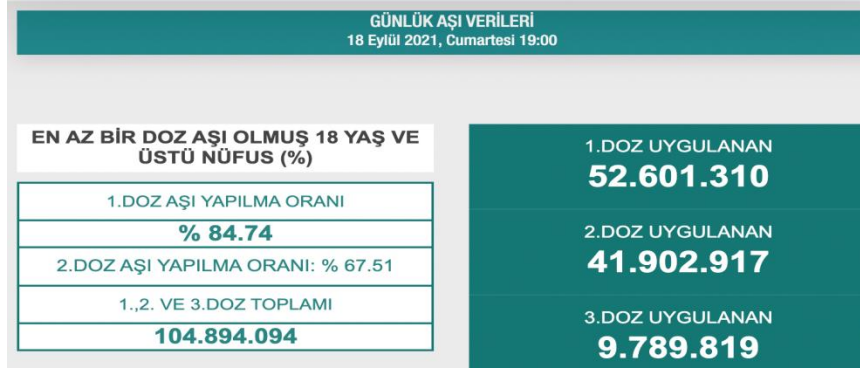 GÜNLÜK AŞI VERİLERİ
18 Eylül 2021, Cumartesi 19:00
EN AZ BİR DOZ AŞI OLMUŞ 18 YAŞ VE
ÜSTÜ NÜFUS (%)
1.DOZ AŞI YAPILMA ORANI
% 84.74
2.DOZ AŞI YAPILMA ORANI: % 67.51
1.,2. VE 3.DOZ TOPLAMI
104.894.094
1.DOZ UYGULANAN
52.601.310
2.DOZ UYGULANAN
41.902.917
3.DOZ UYGULANAN
9.789.819